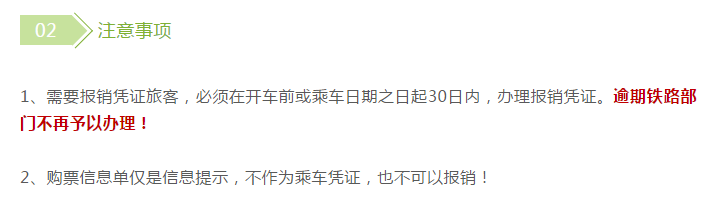 02 注意事项
1、需要报销凭证旅客，必须在开车前或乘车日期之日起30日内，办理报销凭证。逾期铁路部
门不再予以办理！
2、购票信息单仅是信息提示，不作为乘车凭证，也不可以报销！